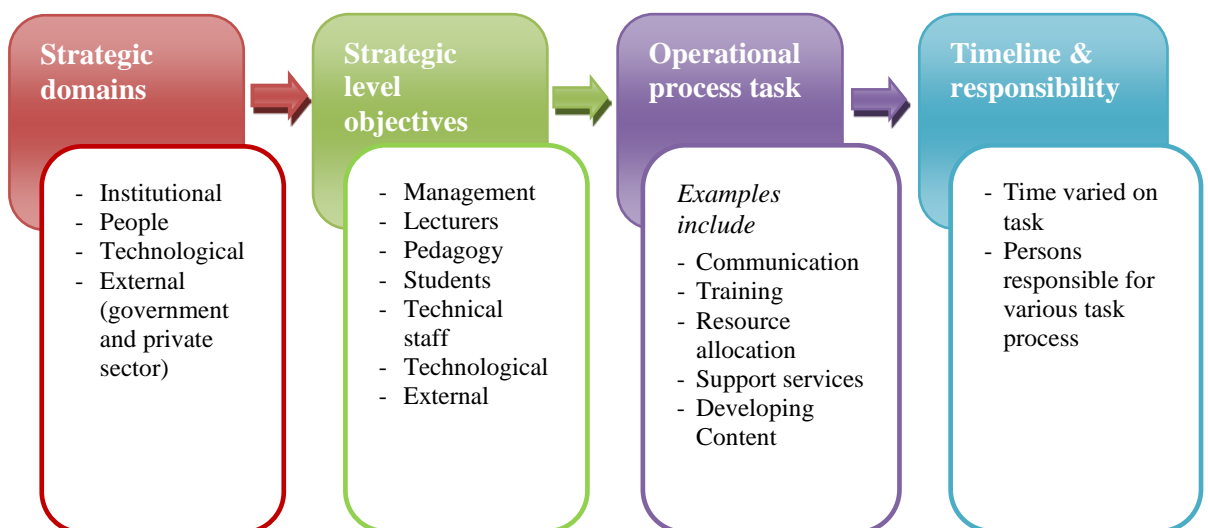 Strategic
domains
- Institutional
- People
- Technological
- External
(government
and private
sector)
Strategic
level
objectives
- Management
- Lecturers
- Pedagogy
- Students
- Technical
staff
- Technological
- External
Operational
process task
Examples
include
- Communication
- Training
- Resource
allocation
- Support services
- Developing
Content
Timeline &
responsibility
- Time varied on
task
- Persons
responsible for
various task
process